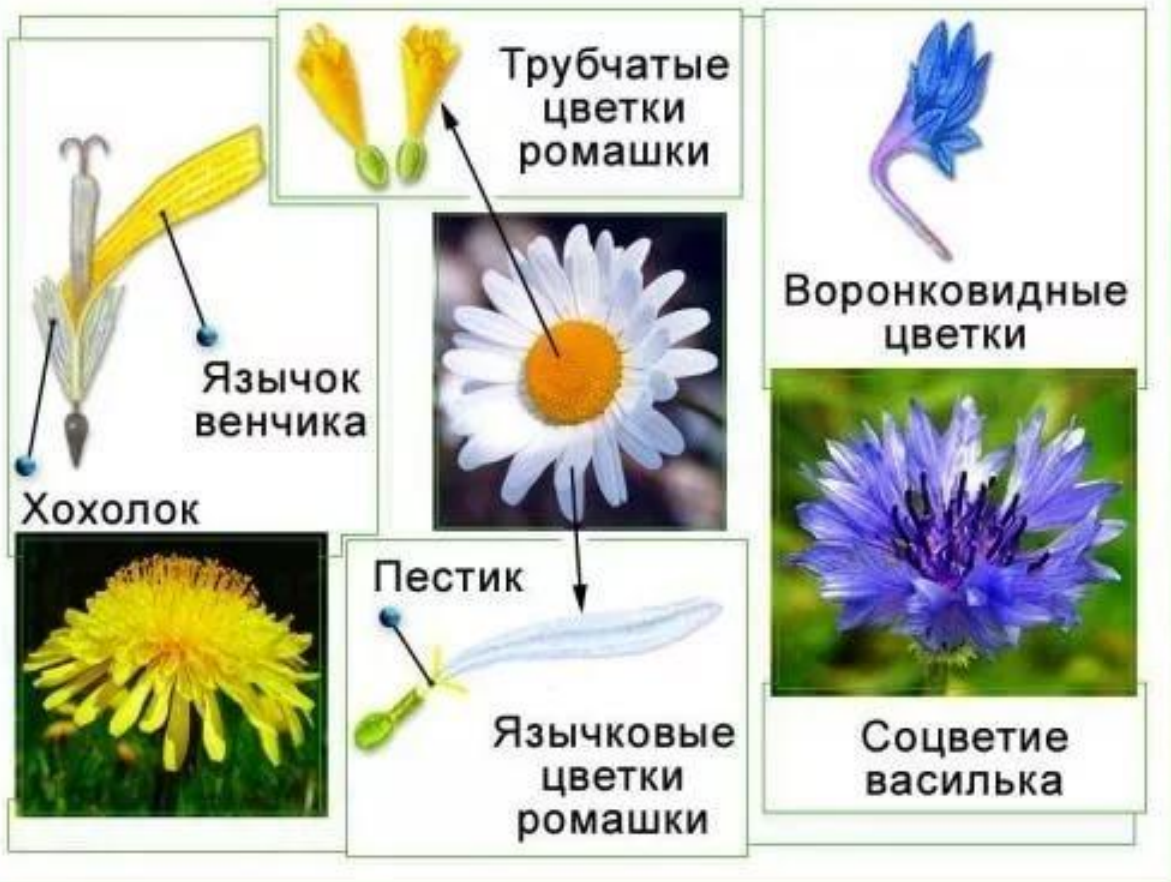 Трубчатые
цветки
ромашки
Воронковидные
цветки
Язычок
венчика
Хохолок
Пестик
Язычковые
цветки
ромашки
Соцветие
василька